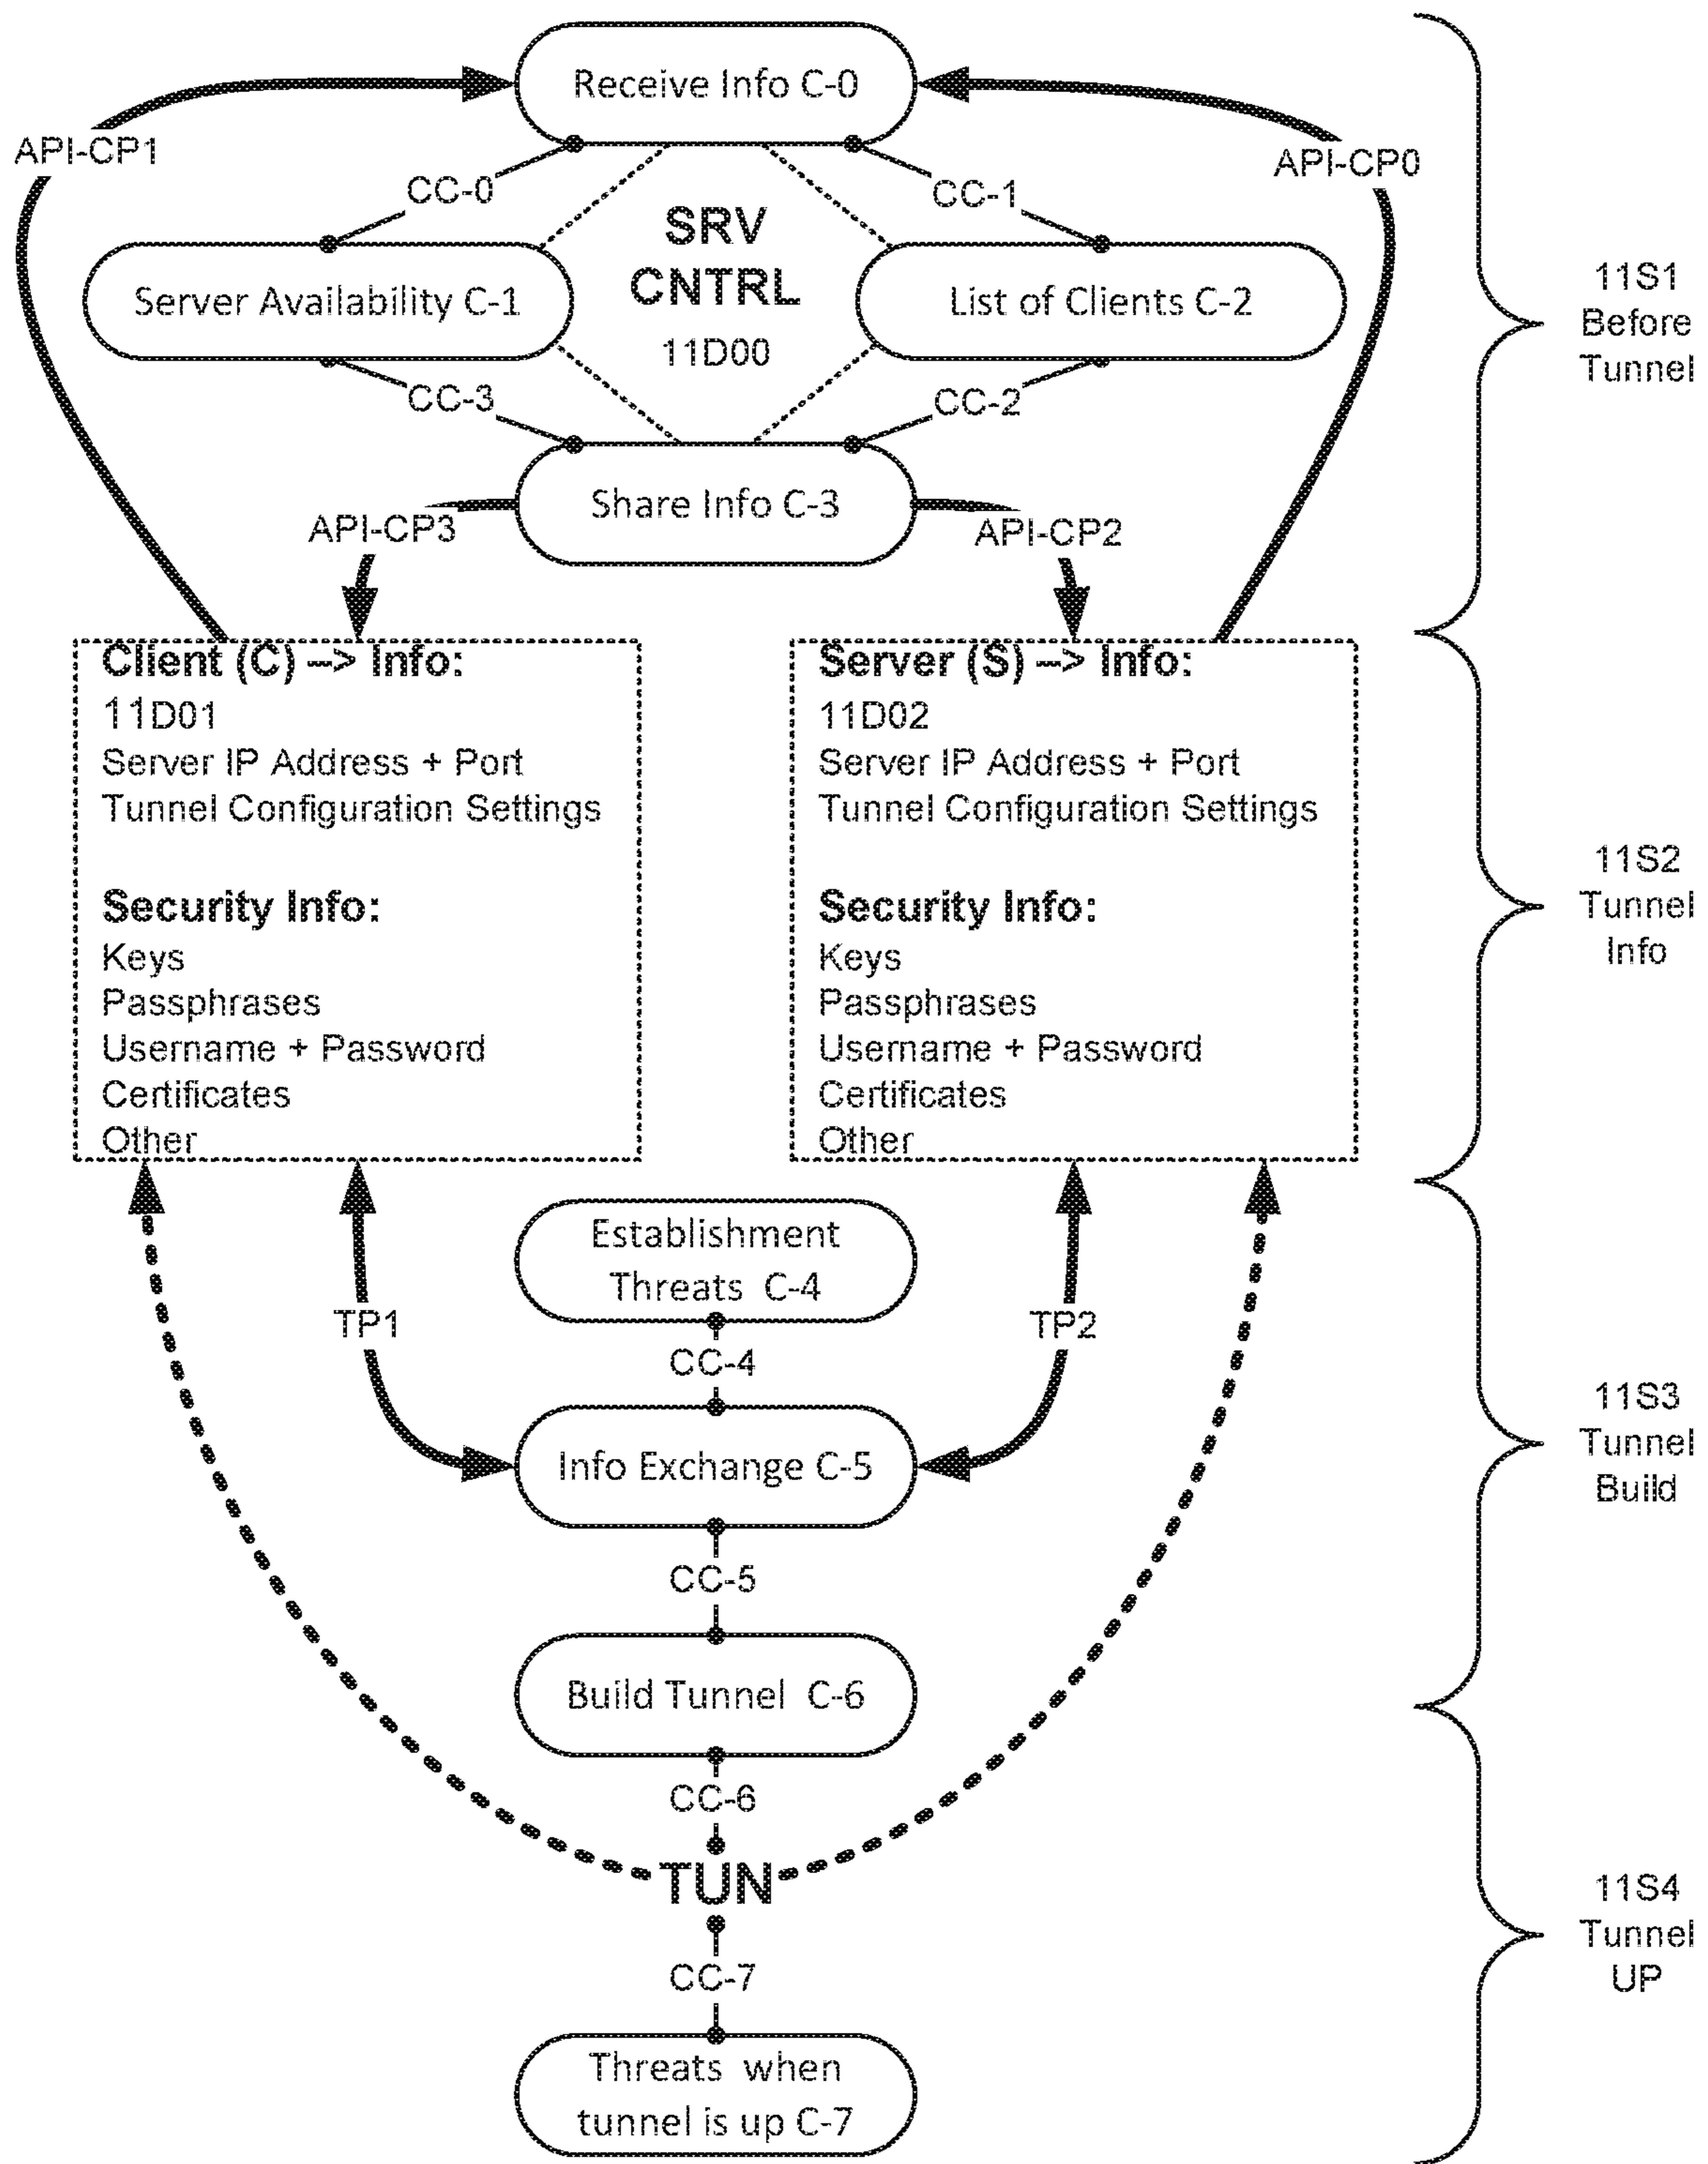 Receive Info C-0
API-CP1
API-CP0
CC-0
CC-1
SRV
CNTRL
11D00
Server Availability C-1
List of Clients C-2
11S1
Before
Tunnel
CC-3
CC-2
Share Info C-3
API-CP3
API-CP2
Client (C) --> Info:
11D01
Server IP Address + Port
Tunnel Configuration Settings
Security Info:
Keys
Passphrases
Username + Password
Certificates
Other
Server (S) --> Info:
11D02
Server IP Address + Port
Tunnel Configuration Settings
Security Info:
Keys
Passphrases
Username + Password
Certificates
Other
11S2
Tunnel
Info
Establishment
Threats C-4
TP1
TP2
CC-4
Info Exchange C-5
11S3
Tunnel
Build
CC-5
Build Tunnel C-6
CC-6
TUN
11S4
Tunnel
UP
CC-7
Threats when
tunnel is up C-7